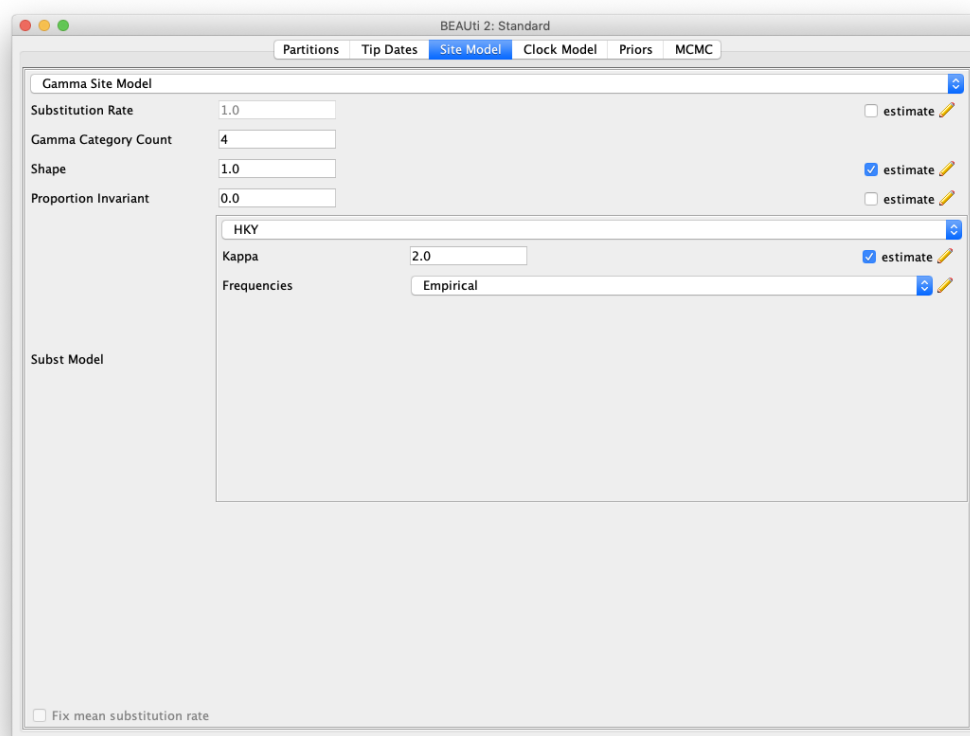 BEAUti 2: Standard
Partitions Tip Dates Site Model Clock Model Priors MCMC
Gamma Site Model
Substitution Rate 1.0 estimate
Gamma Category Count 4
Shape 1.0 estimate
Proportion Invariant 0.0 estimate
HKY
Kappa 2.0 estimate
Frequencies Empirical
Subst Model
Fix mean substitution rate